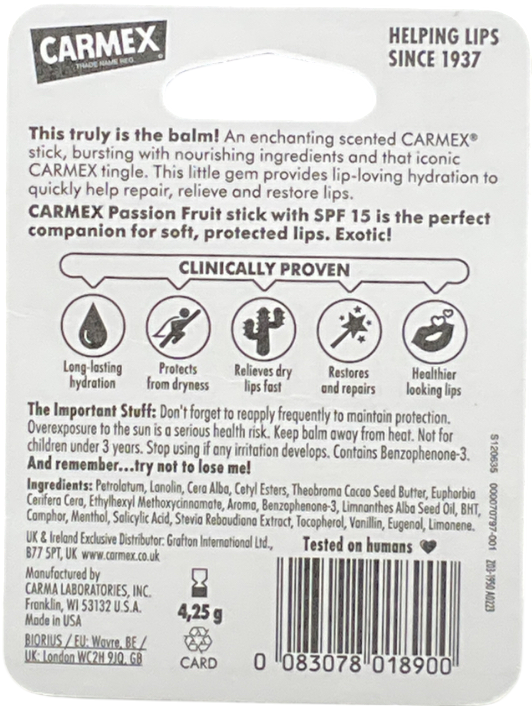 CARMEX
TRADE NAME REG.
HELPING LIPS
SINCE 1937
This truly is the balm! An enchanting scented CARMEX®
stick, bursting with nourishing ingredients and that iconic
CARMEX tingle. This little gem provides lip-loving hydration to
quickly help repair, relieve and restore lips.
CARMEX Passion Fruit stick with SPF 15 is the perfect
companion for soft, protected lips. Exotic!
CLINICALLY PROVEN
Long-lasting
hydration
Protects
from dryness
Relieves dry
lips fast
Restores
and repairs
Healthier
looking lips
The Important Stuff: Don't forget to reapply frequently to maintain protection.
Overexposure to the sun is a serious health risk. Keep balm away from heat. Not for
children under 3 years. Stop using if any irritation develops. Contains Benzophenone-3.
And remember...try not to lose me!
Ingredients: Petrolatum, Lanolin, Cera Alba, Cetyl Esters, Theobroma Cacao Seed Butter, Euphorbia
Cerifera Cera, Ethylhexyl Methoxycinnamate, Aroma, Benzophenone-3, Limnanthes Alba Seed Oil, BHT,
Camphor, Menthol, Salicylic Acid, Stevia Rebaudiana Extract, Tocopherol, Vanillin, Eugenol, Limonene.
UK & Ireland Exclusive Distributor: Grafton International Ltd.,
B77 5PT, UK www.carmex.co.uk
Tested on humans
Manufactured by
CARMA LABORATORIES, INC.
Franklin, WI 53132 U.S.A.
Made in USA
BIORIUS / EU: Wavre, BE /
UK: London WC2H 9JQ, GB
4,25 g
CARD
0 083078 018900
S120635 000070797-001